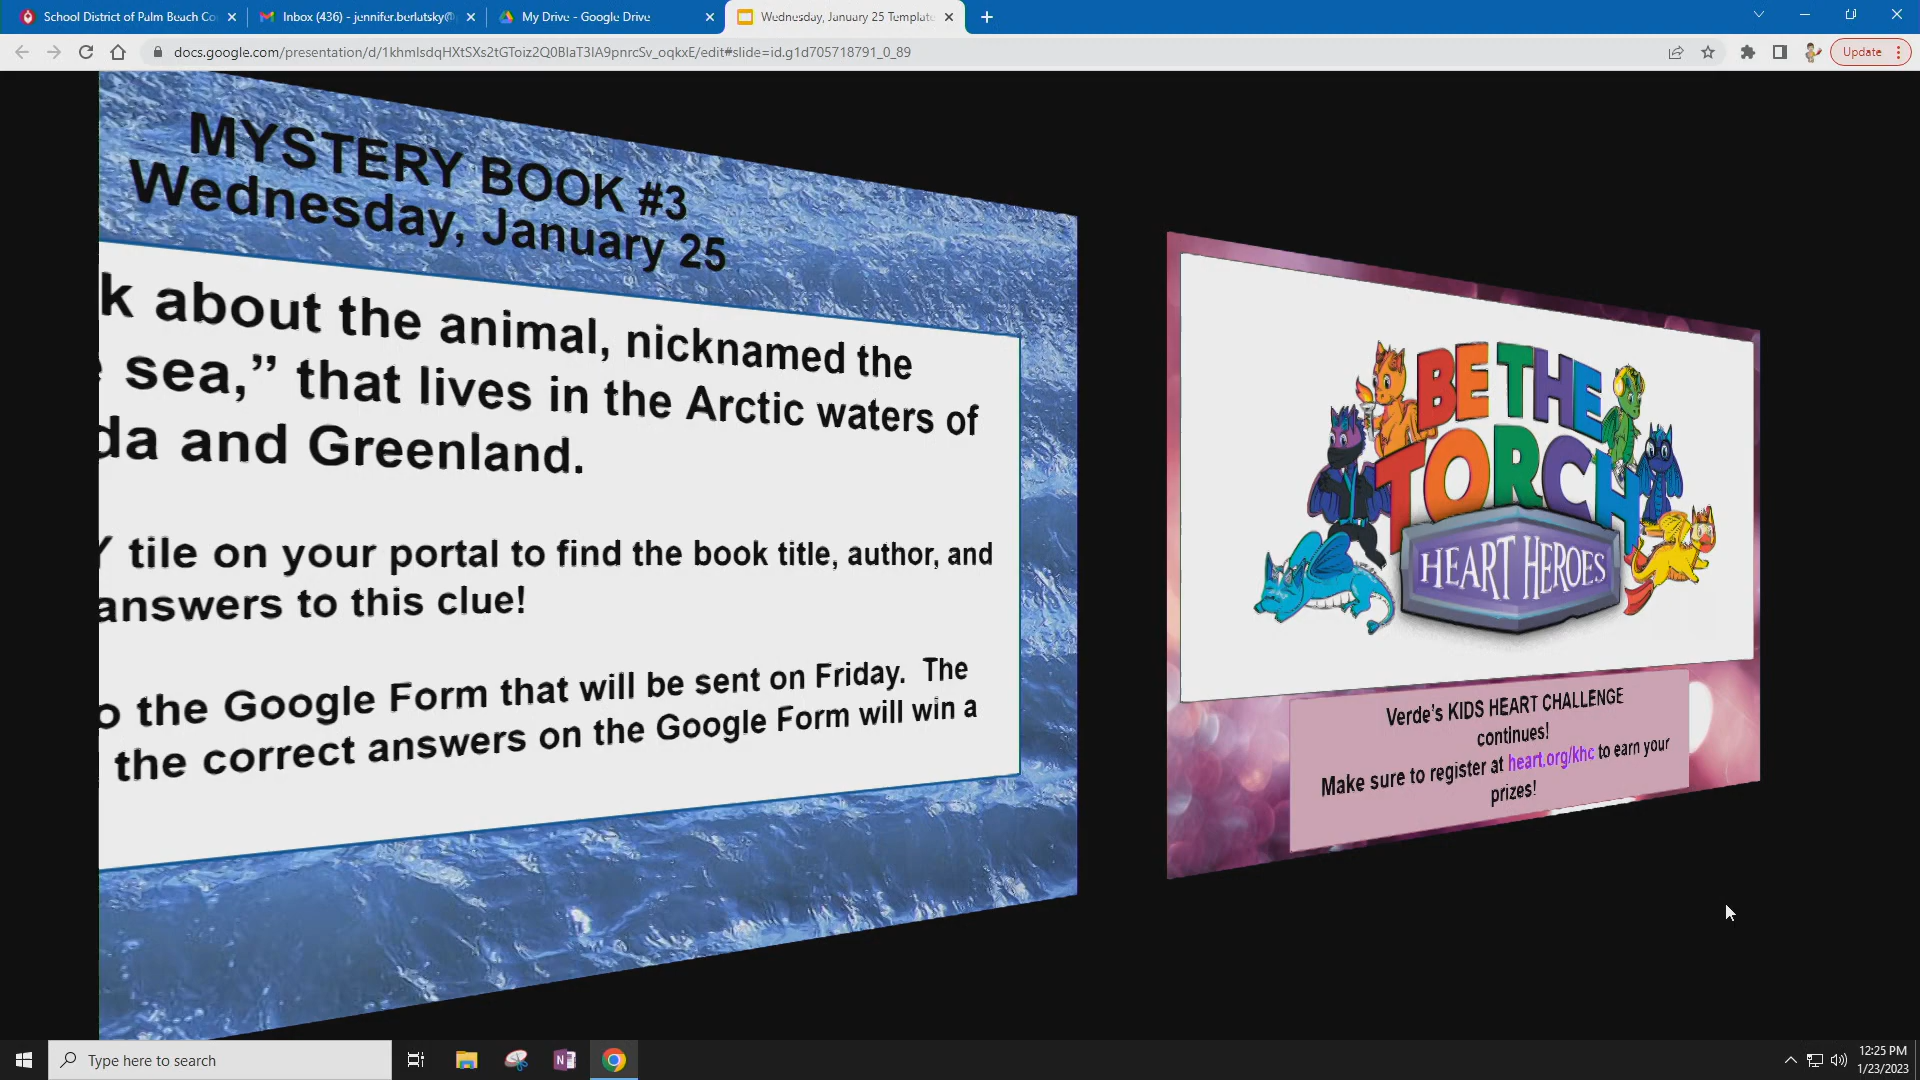 School District of Palm Beach Co
Inbox (436) - jennifer.berlatsky@
My Drive - Google Drive
Wednesday, January 25 Template
docs.google.com/presentation/d/1khmlsdqHXtSXs2tGToiz2Q0BlaT3lA9pnrcSv_oqkxE/edit#slide=id.g1d705718791_0_89
Update
MYSTERY BOOK #3
Wednesday, January 25
k about the animal, nicknamed the
sea,” that lives in the Arctic waters of
da and Greenland.
Y tile on your portal to find the book title, author, and
answers to this clue!
o the Google Form that will be sent on Friday. The
the correct answers on the Google Form will win a
BE THE
TORCH
HEART HEROES
Verde's KIDS HEART CHALLENGE
continues!
Make sure to register at heart.org/khc to earn your
prizes!
Type here to search
12:25 PM
1/23/2023